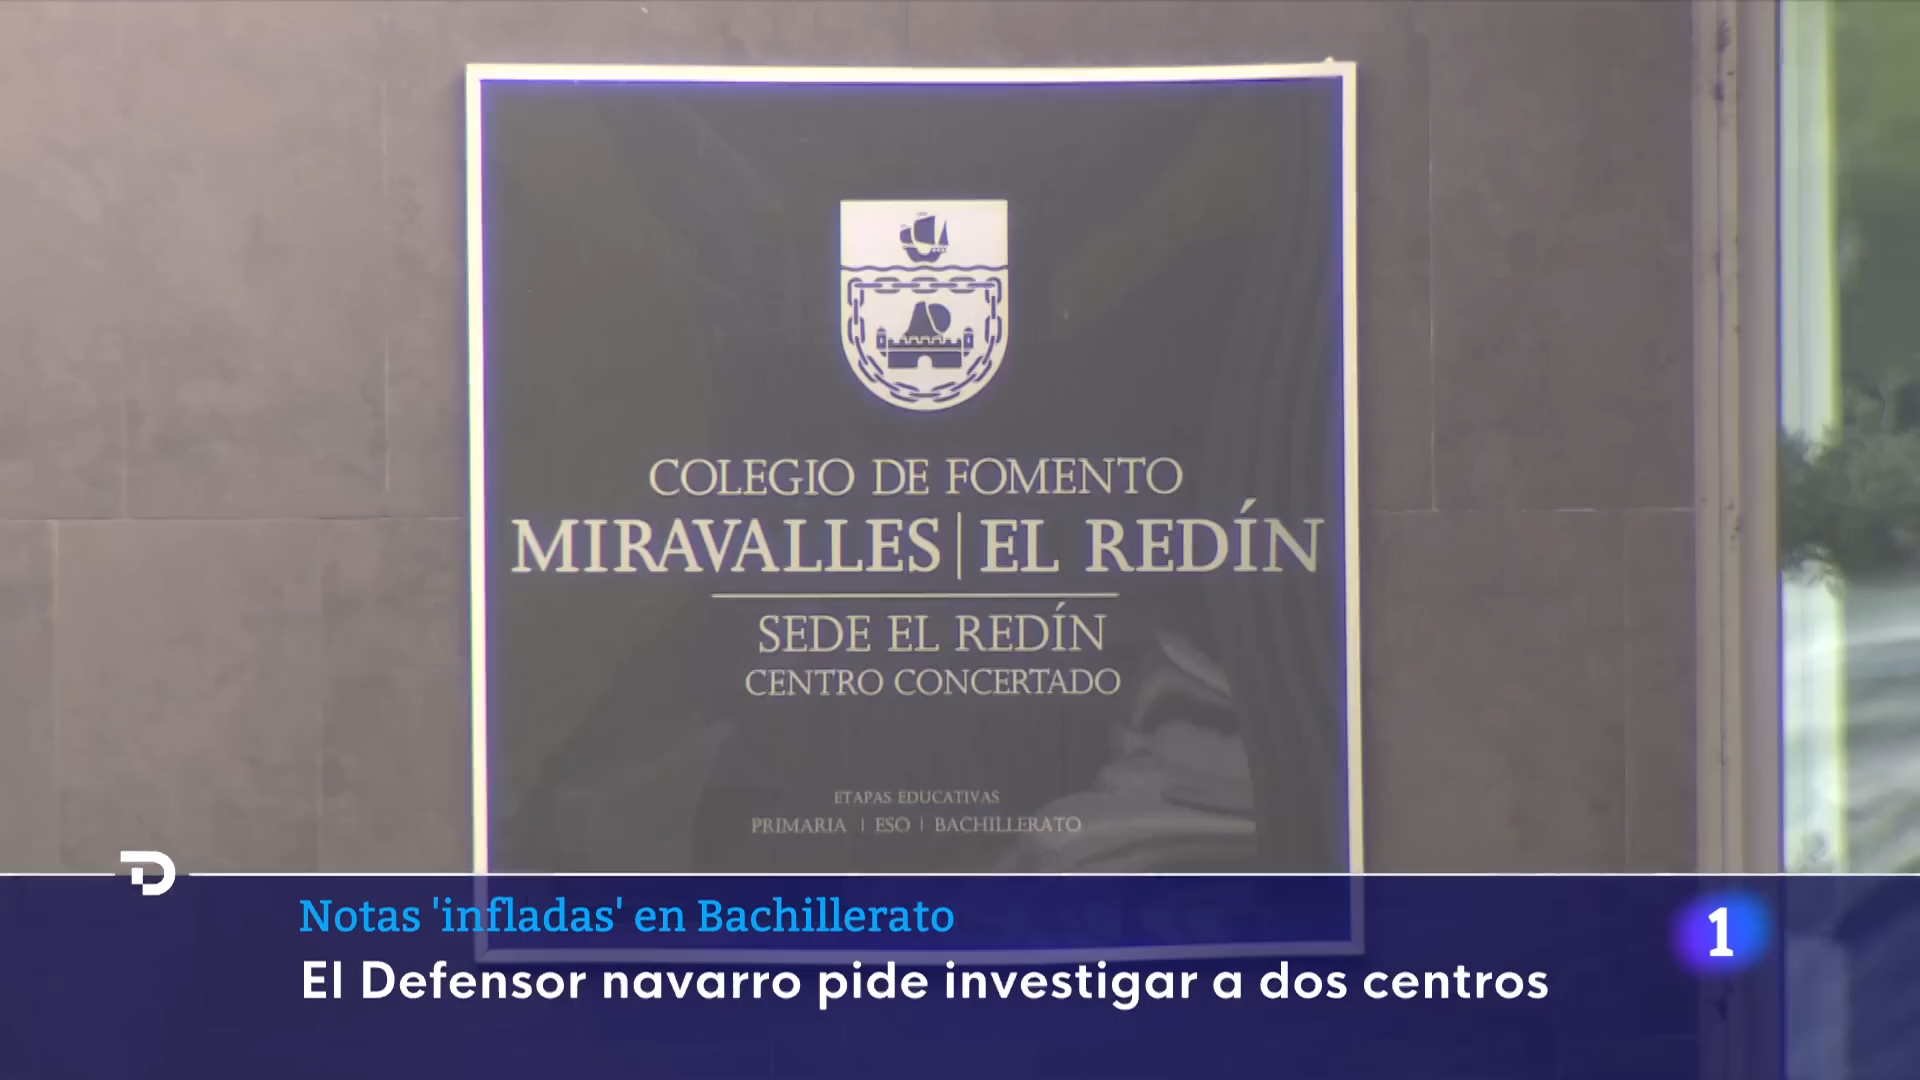 COLEGIO DE FOMENTO
MIRAVALLES | EL REDÍN
SEDE EL REDÍN
CENTRO CONCERTADO
ETAPAS EDUCATIVAS
PRIMARIA | ESO | BACHILLERATO
Notas 'infladas' en Bachillerato
El Defensor navarro pide investigar a dos centros
1